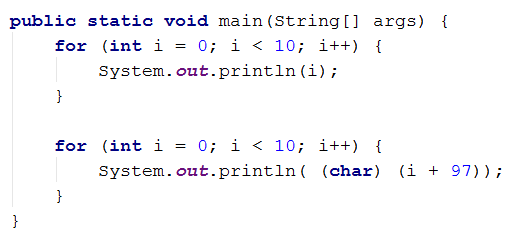 public static void main(String[] args) {
    for (int i = 0; i < 10; i++) {
        System.out.println(i);
    }

    for (int i = 0; i < 10; i++) {
        System.out.println( (char) (i + 97));
    }
}